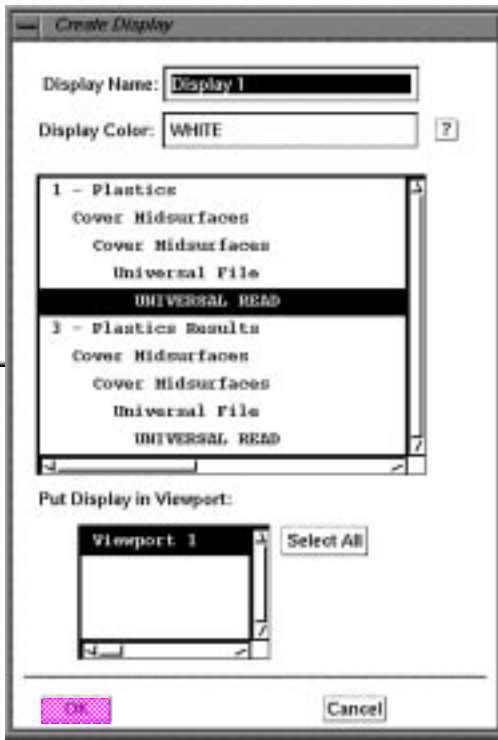 Create Display
Display Name: Display 1
Display Color: WHITE ?
1 - Plastics
Cover Midsurfaces
Cover Midsurfaces
Universal File
UNIVERSAL READ
3 - Plastics Results
Cover Midsurfaces
Cover Midsurfaces
Universal File
UNIVERSAL READ
Put Display in Viewport:
Viewport 1 Select All
OK Cancel